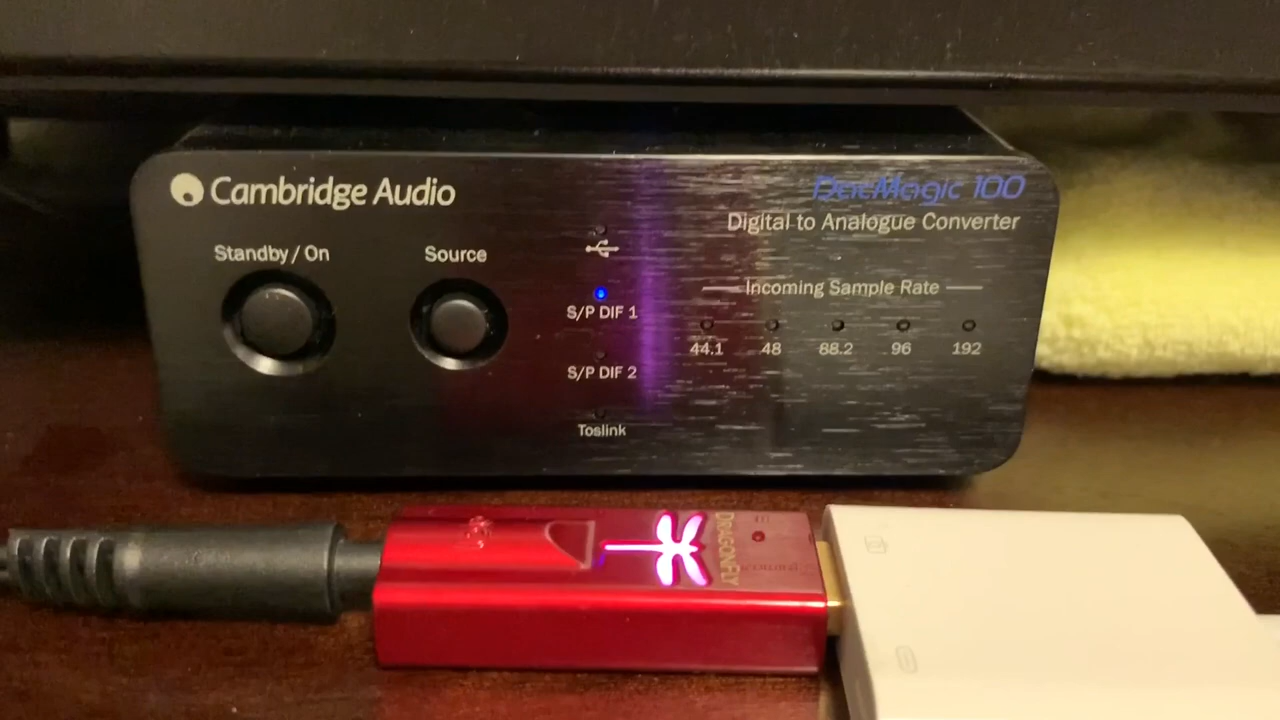 Cambridge Audio
DacMagic 100
Digital to Analogue Converter
Standby / On
Source
S/P DIF 1
S/P DIF 2
Toslink
Incoming Sample Rate
44.1
48
88.2
96
192
DRAGONFLY